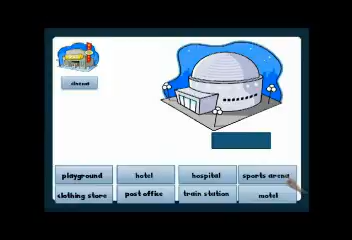 cinema
playground
hotel
hospital
sports arena
clothing store
post office
train station
motel